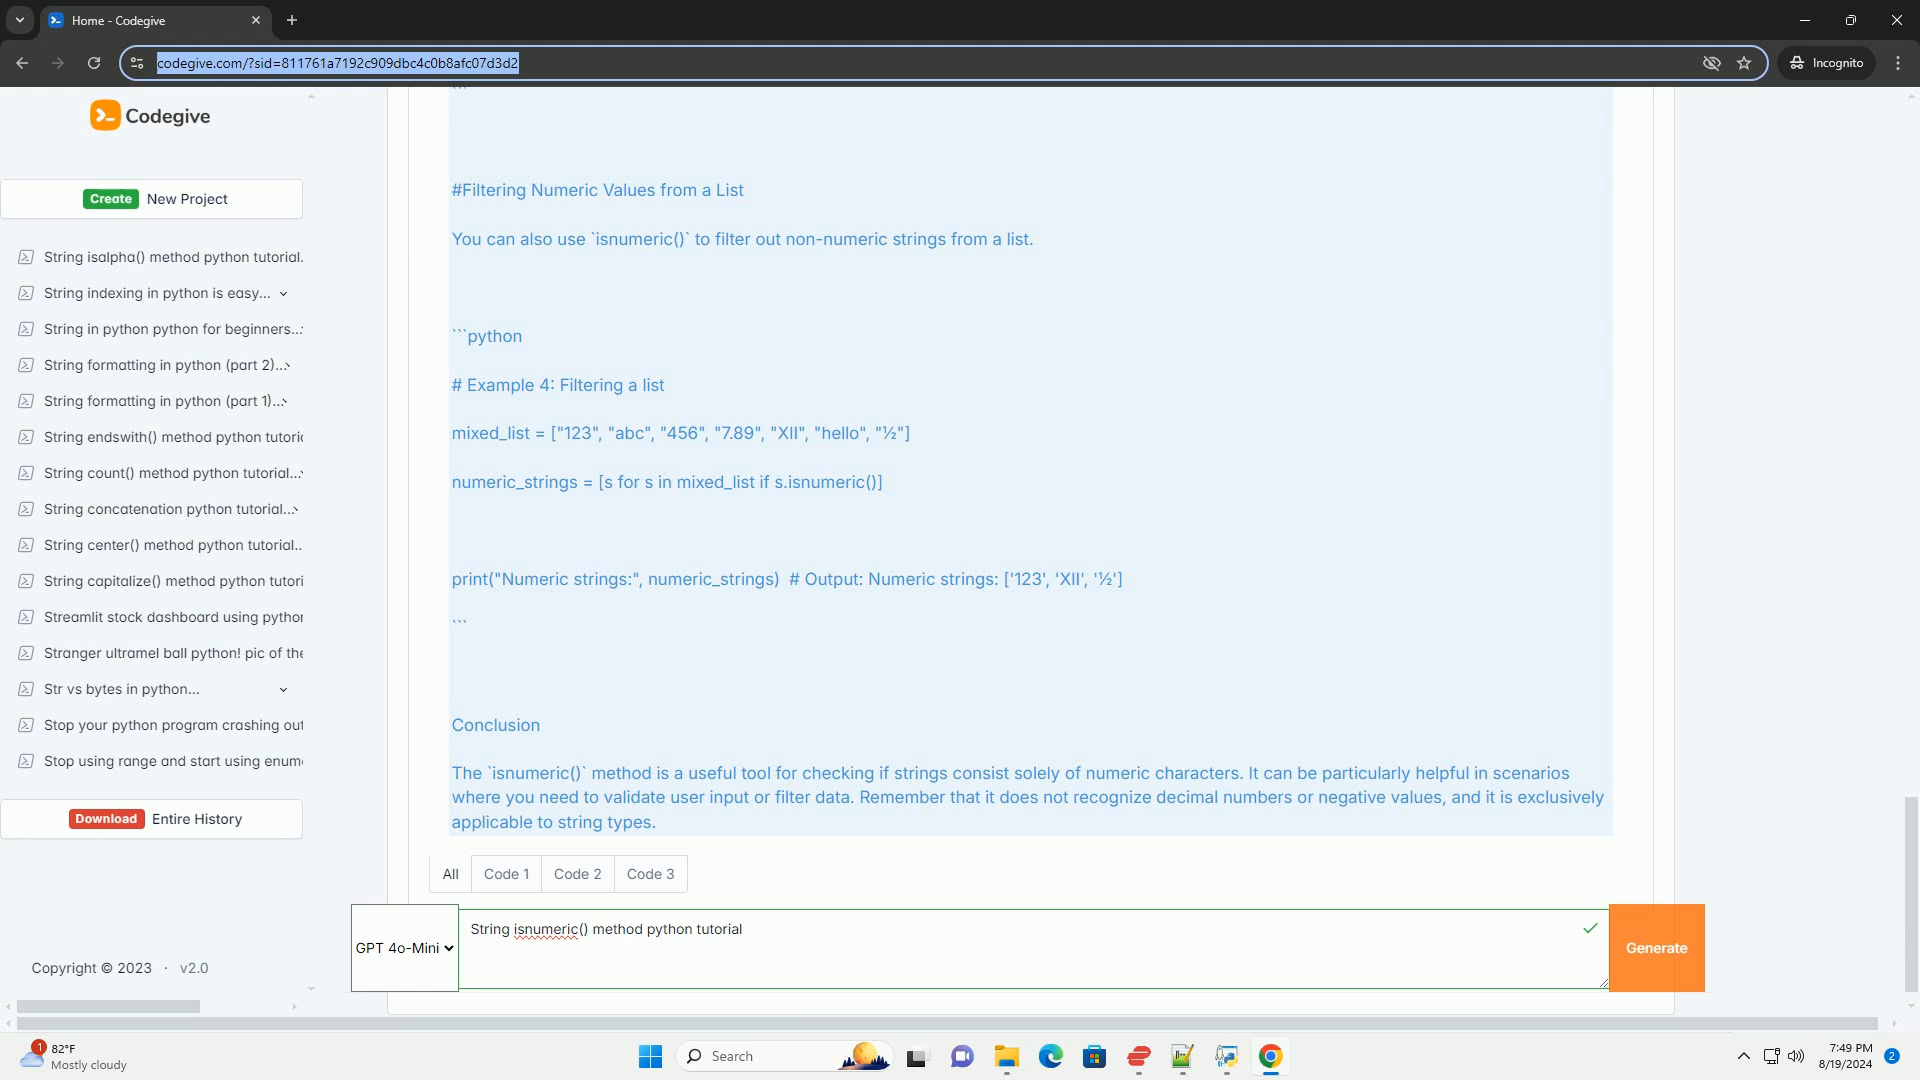 Home - Codegive
codegive.com/?sid=811761a7192c909dbc4c0b8afc07d3d2
Incognito
Codegive
Create New Project
String isalpha() method python tutorial.
String indexing in python is easy...
String in python python for beginners...
String formatting in python (part 2)...
String formatting in python (part 1)...
String endswith() method python tutori
String count() method python tutorial...
String concatenation python tutorial...
String center() method python tutorial..
String capitalize() method python tutori
Streamlit stock dashboard using python
Stranger ultramel ball python! pic of the
Str vs bytes in python...
Stop your python program crashing out
Stop using range and start using enum
Download Entire History
Copyright © 2023 · v2.0
```
#Filtering Numeric Values from a List
You can also use `isnumeric()` to filter out non-numeric strings from a list.
```python
# Example 4: Filtering a list
mixed_list = ["123", "abc", "456", "7.89", "XII", "hello", "½"]
numeric_strings = [s for s in mixed_list if s.isnumeric()]
print("Numeric strings:", numeric_strings)  # Output: Numeric strings: ['123', 'XII', '½']
```
Conclusion
The `isnumeric()` method is a useful tool for checking if strings consist solely of numeric characters. It can be particularly helpful in scenarios
where you need to validate user input or filter data. Remember that it does not recognize decimal numbers or negative values, and it is exclusively
applicable to string types.
All Code 1 Code 2 Code 3
GPT 4o-Mini
String isnumeric() method python tutorial
Generate
1
82°F
Mostly cloudy
Search
7:49 PM
8/19/2024
2